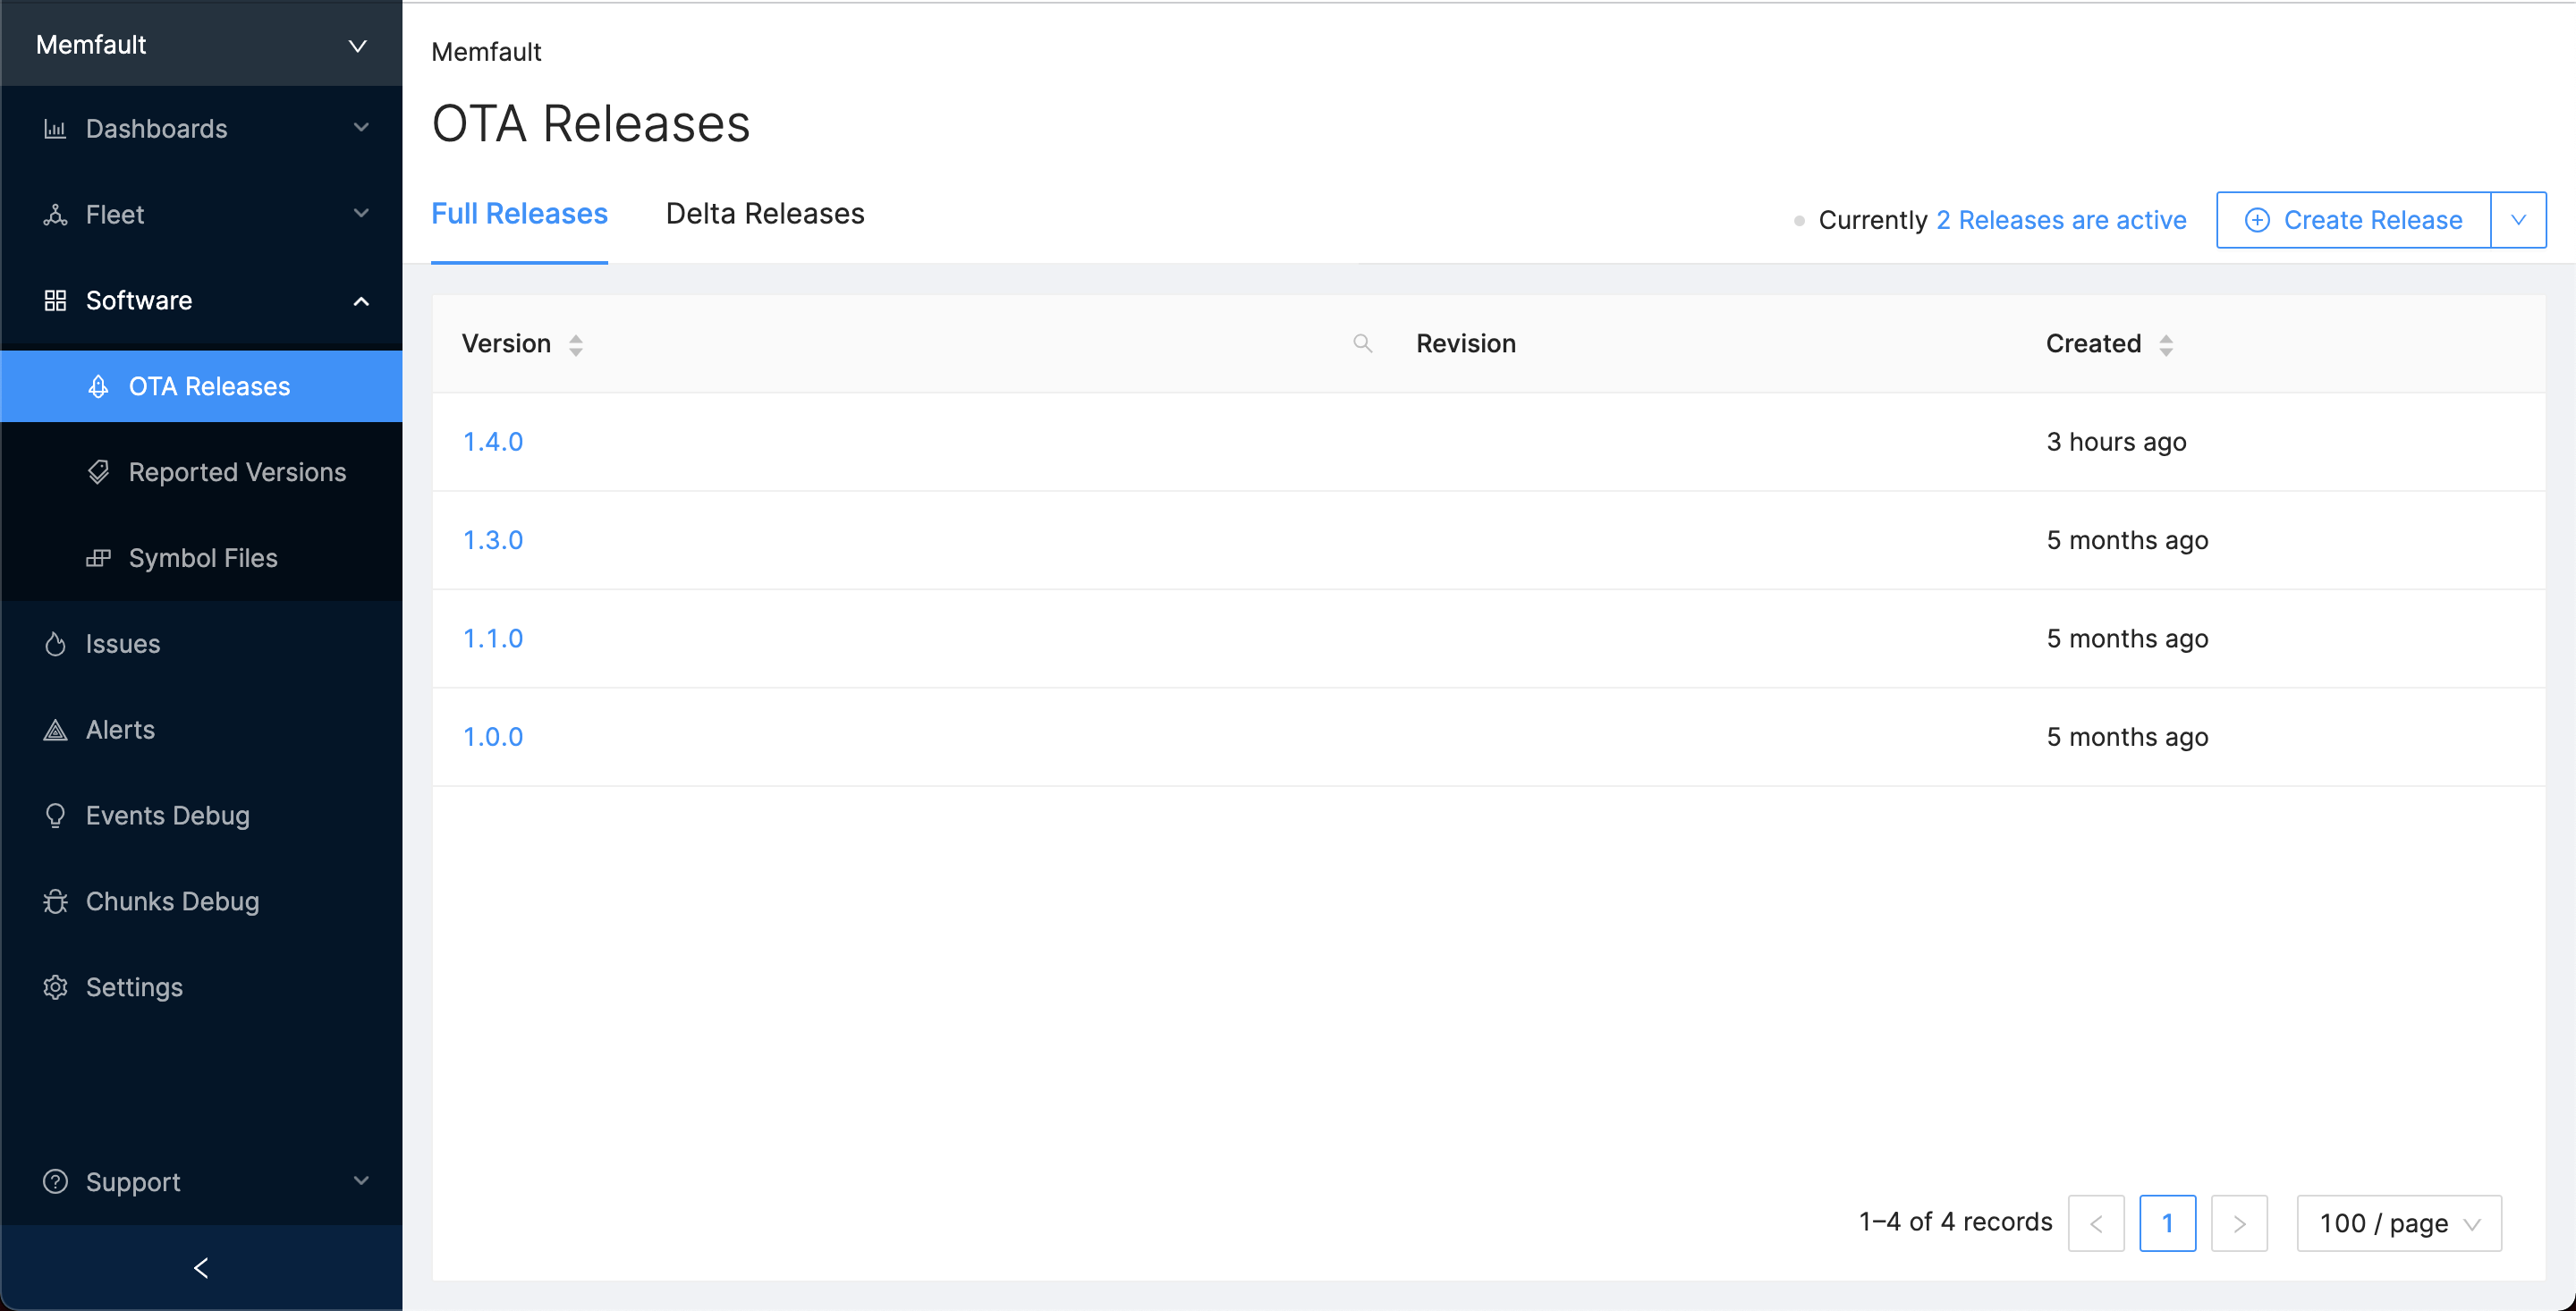 Memfault
Dashboards
Fleet
Software
OTA Releases
Reported Versions
Symbol Files
Issues
Alerts
Events Debug
Chunks Debug
Settings
Support
Memfault
OTA Releases
Full Releases Delta Releases
Currently 2 Releases are active Create Release
Version Revision Created
1.4.0 3 hours ago
1.3.0 5 months ago
1.1.0 5 months ago
1.0.0 5 months ago
1–4 of 4 records 1 100 / page